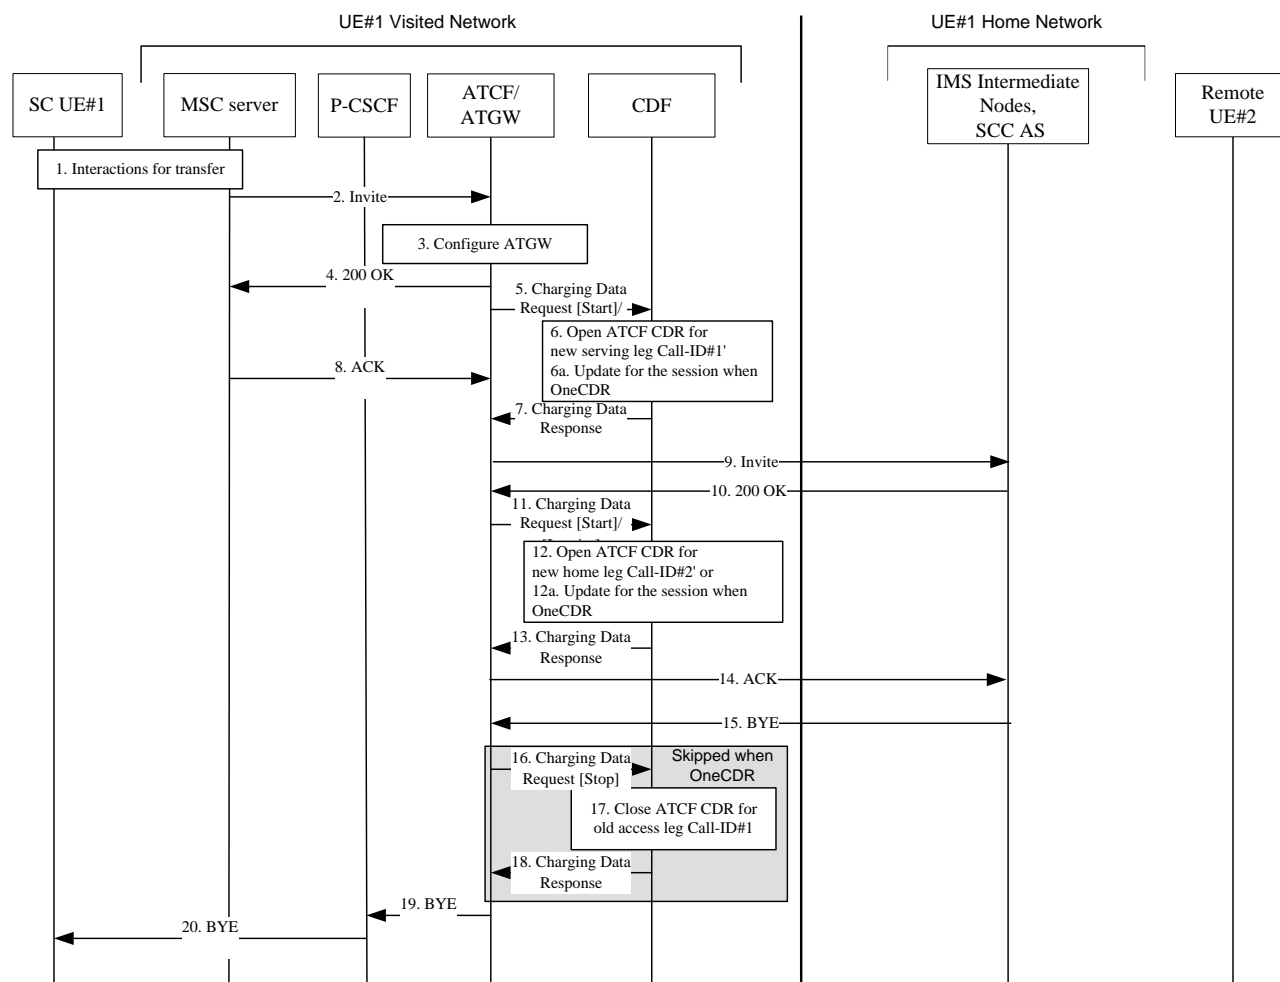 UE#1 Visited Network
UE#1 Home Network
SC UE#1
MSC server
P-CSCF
ATCF/
ATGW
CDF
IMS Intermediate
Nodes,
SCC AS
Remote
UE#2
1. Interactions for transfer
2. Invite
3. Configure ATGW
4. 200 OK
5. Charging Data
Request [Start]/
6. Open ATCF CDR for
new serving leg Call-ID#1'
6a. Update for the session when
OneCDR
8. ACK
7. Charging Data
Response
9. Invite
10. 200 OK
11. Charging Data
Request [Start]/
12. Open ATCF CDR for
new home leg Call-ID#2' or
12a. Update for the session when
OneCDR
13. Charging Data
Response
14. ACK
15. BYE
Skipped when
OneCDR
16. Charging Data
Request [Stop]
17. Close ATCF CDR for
old access leg Call-ID#1
18. Charging Data
Response
19. BYE
20. BYE